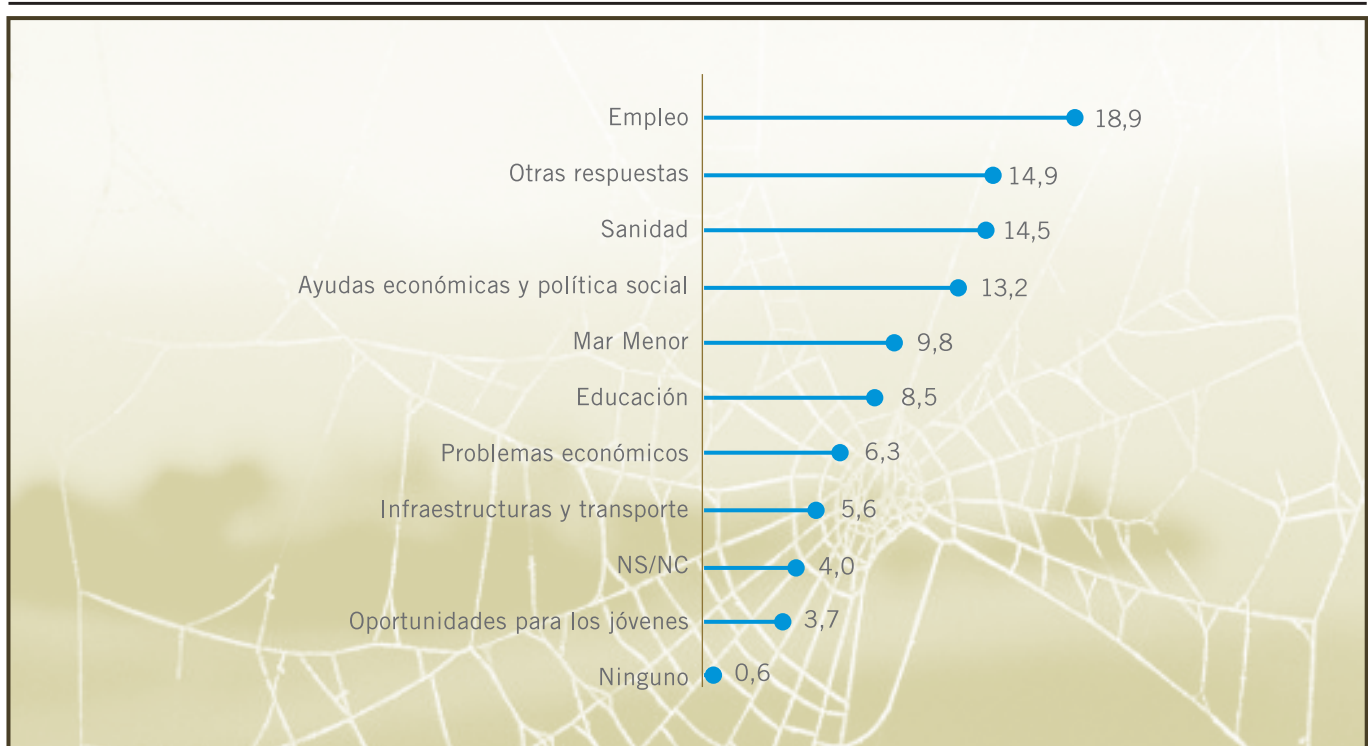 Empleo 18,9
Otras respuestas 14,9
Sanidad 14,5
Ayudas económicas y política social 13,2
Mar Menor 9,8
Educación 8,5
Problemas económicos 6,3
Infraestructuras y transporte 5,6
NS/NC 4,0
Oportunidades para los jóvenes 3,7
Ninguno 0,6